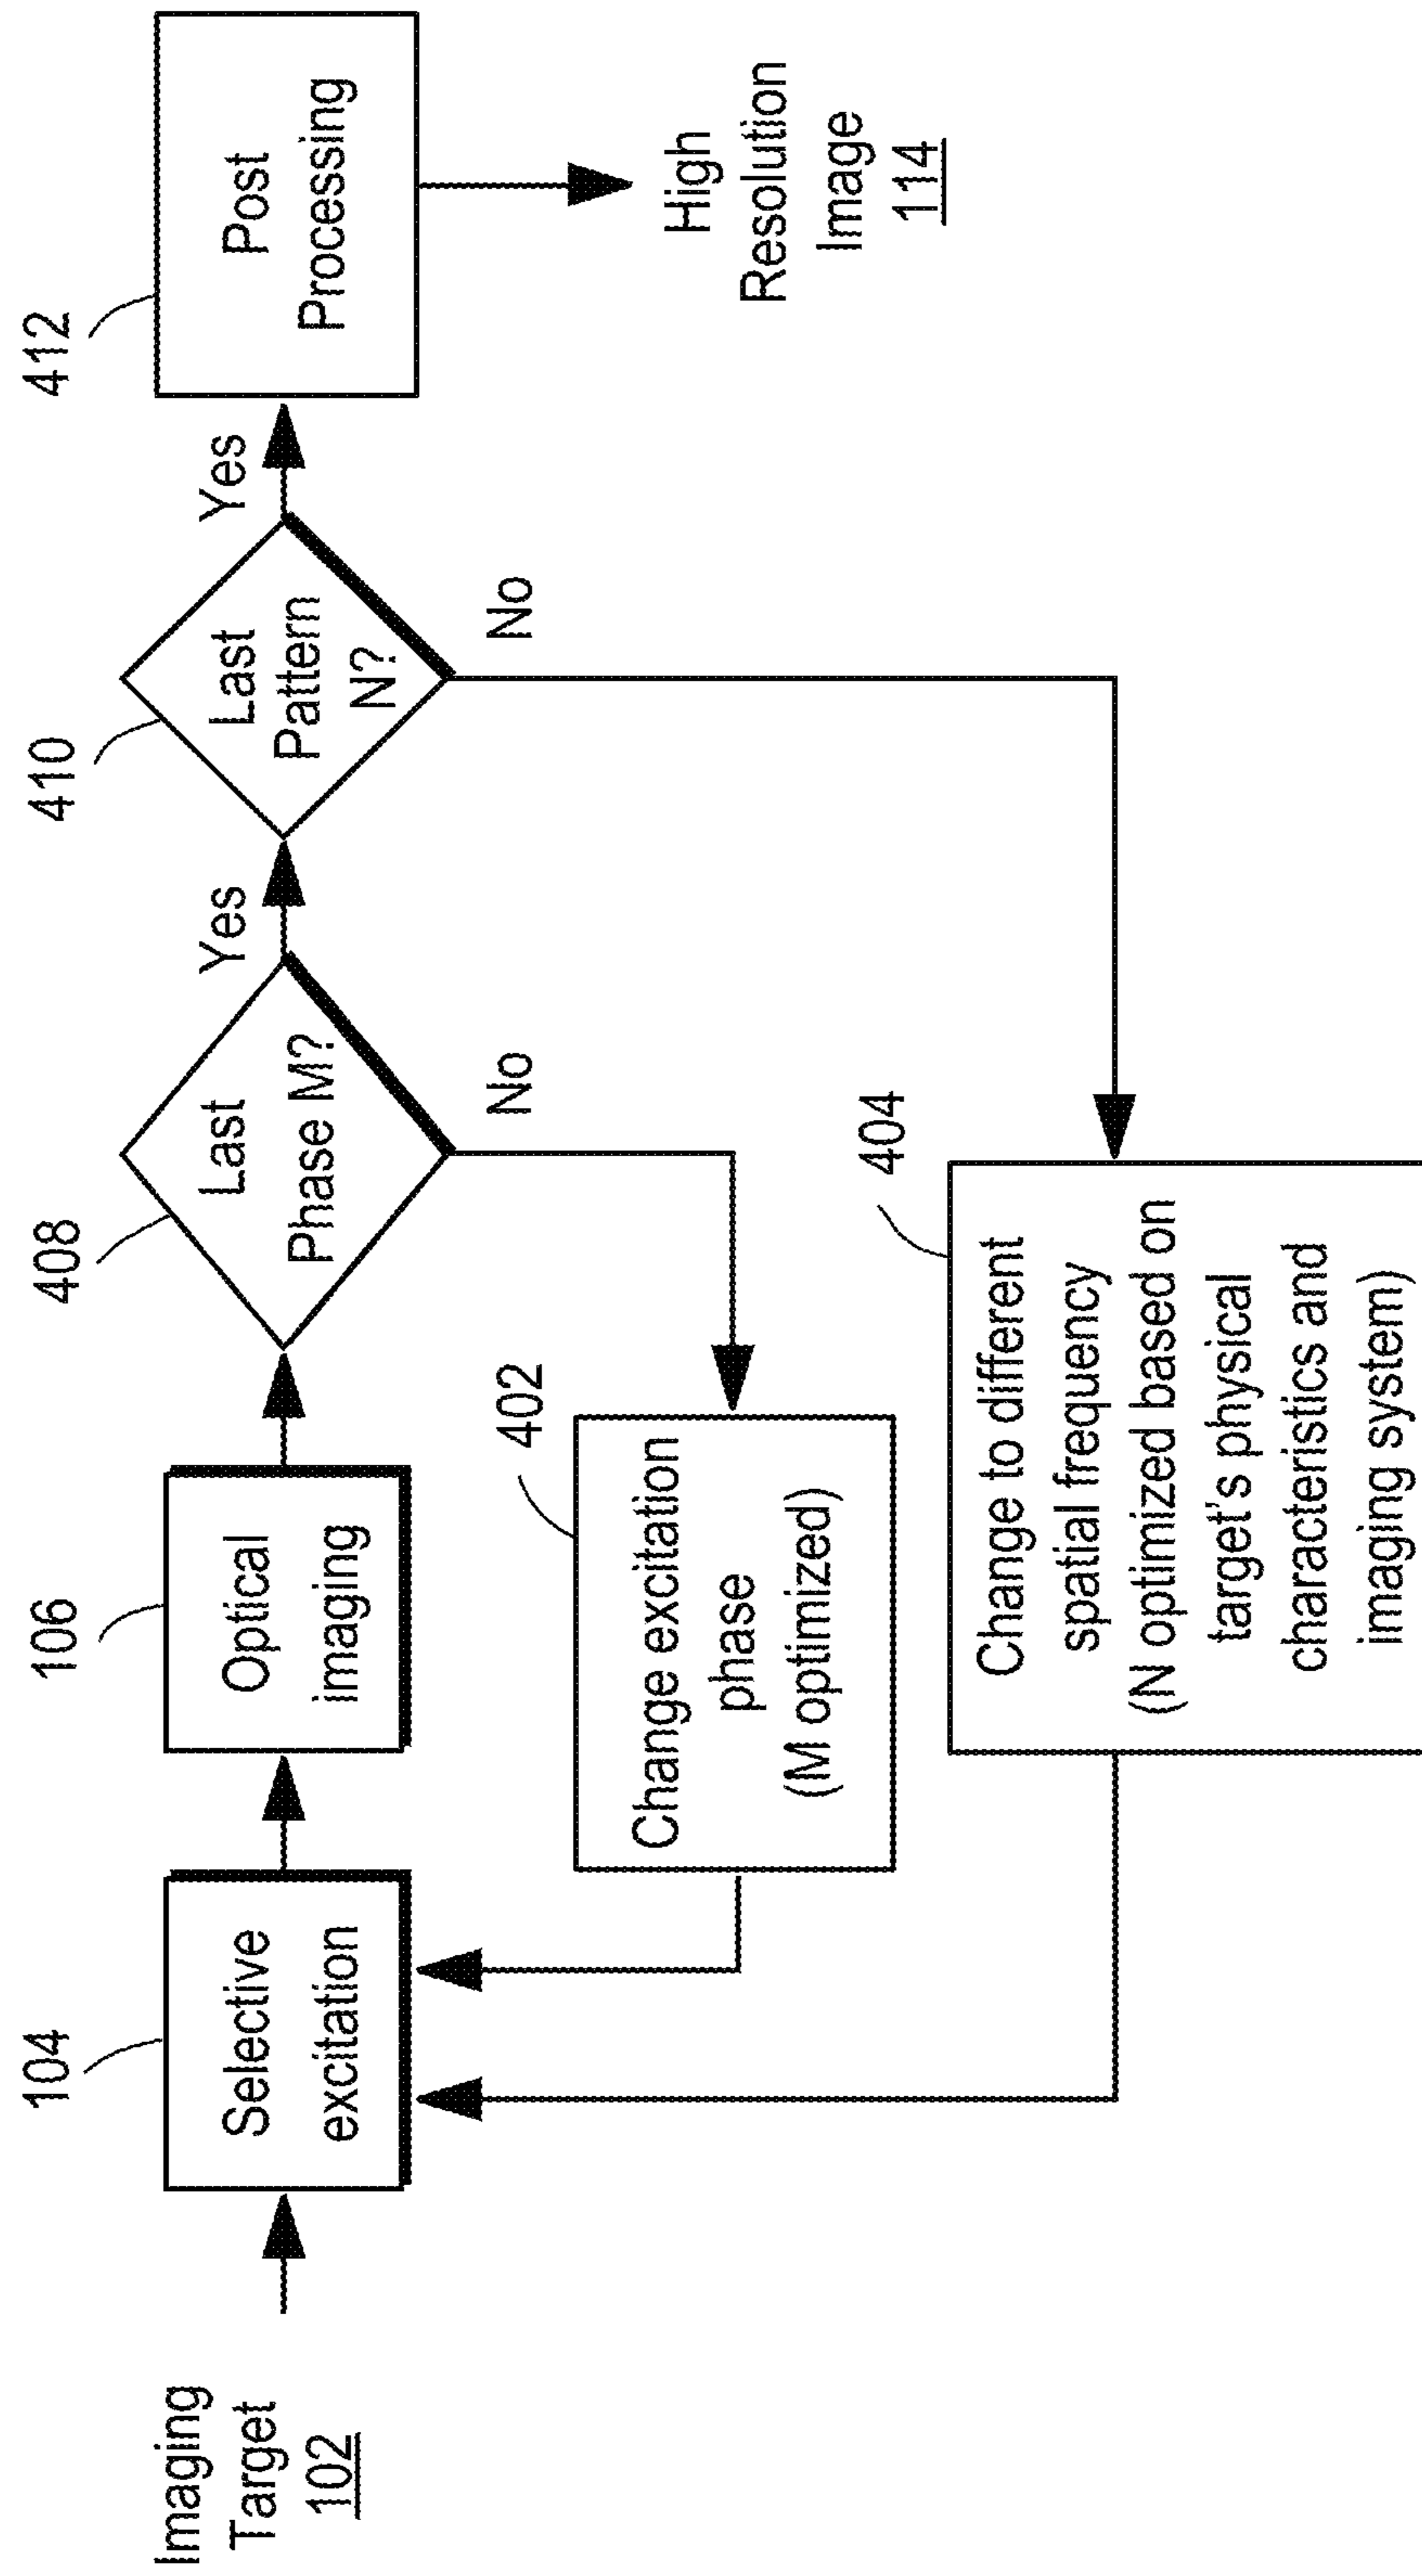 Imaging
Target
102
104
Selective
excitation
106
Optical
imaging
408
Last
Phase M?
Yes
No
410
Last
Pattern
N?
Yes
No
412
Post
Processing
High
Resolution
Image
114
402
Change excitation
phase
(M optimized)
404
Change to different
spatial frequency
(N optimized based on
target's physical
characteristics and
imaging system)